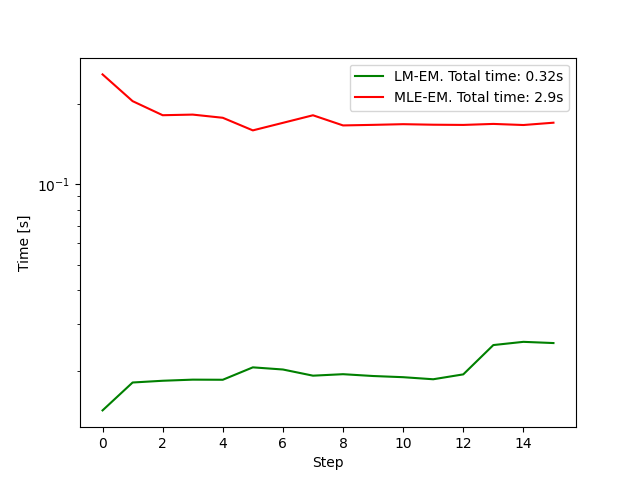 LM-EM. Total time: 0.32s
MLE-EM. Total time: 2.9s
10⁻¹
Time [s]
0 2 4 6 8 10 12 14
Step